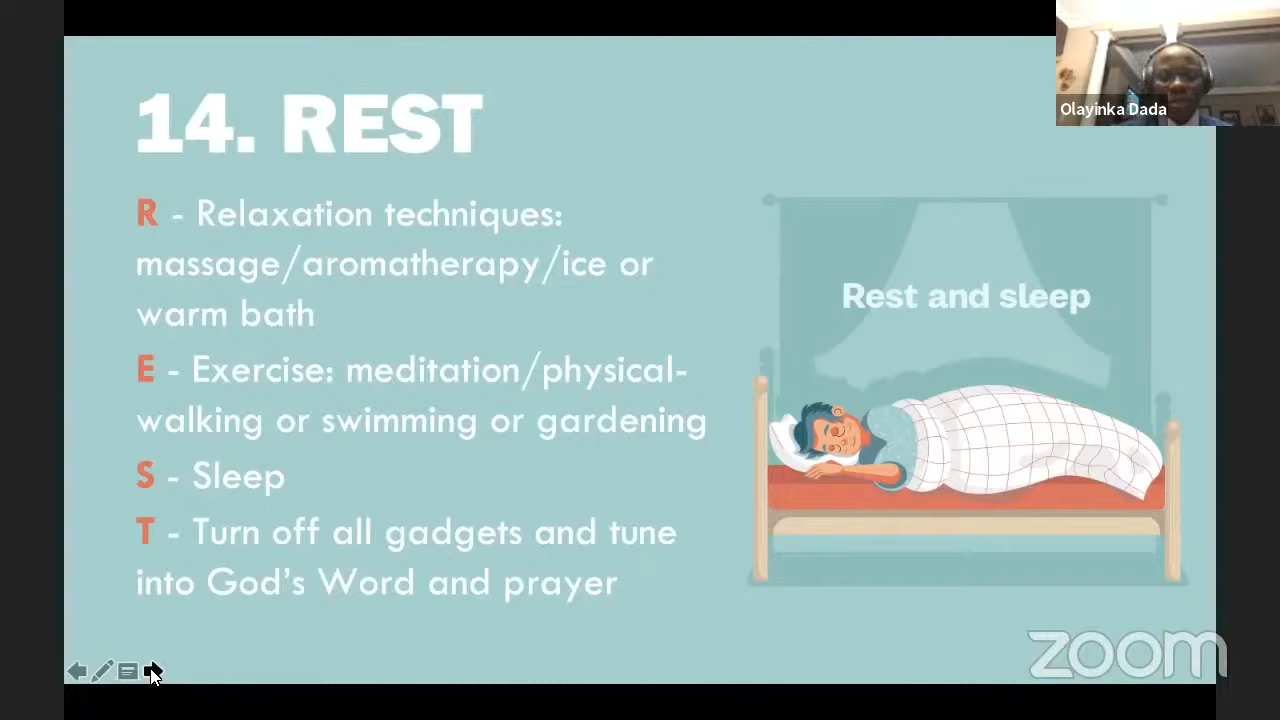 14. REST
R - Relaxation techniques:
massage/aromatherapy/ice or
warm bath
E - Exercise: meditation/physical-
walking or swimming or gardening
S - Sleep
T - Turn off all gadgets and tune
into God's Word and prayer
Rest and sleep
Olayinka Dada
zoom